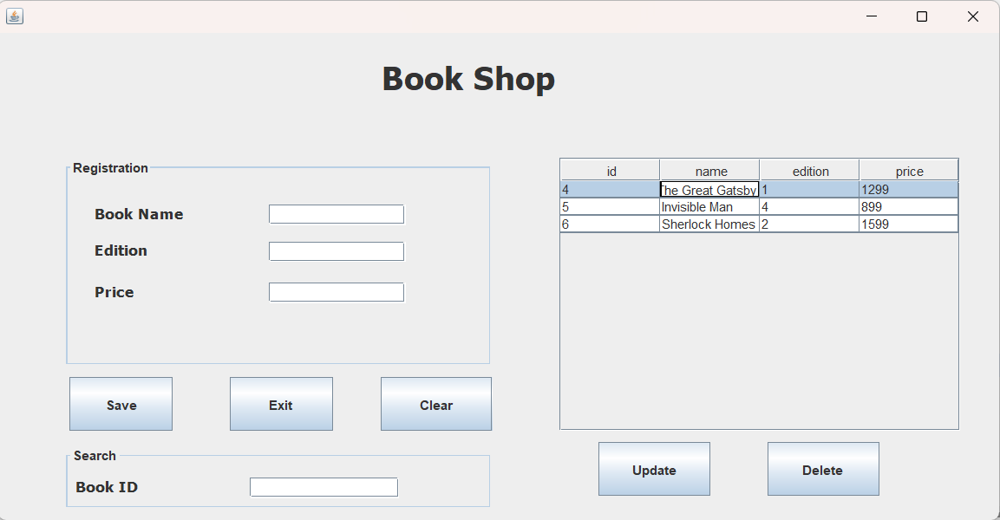 Book Shop
Registration
Book Name
Edition
Price
Save Exit Clear
Search
Book ID
id name edition price
4 The Great Gatsby 1 1299
5 Invisible Man 4 899
6 Sherlock Homes 2 1599
Update Delete